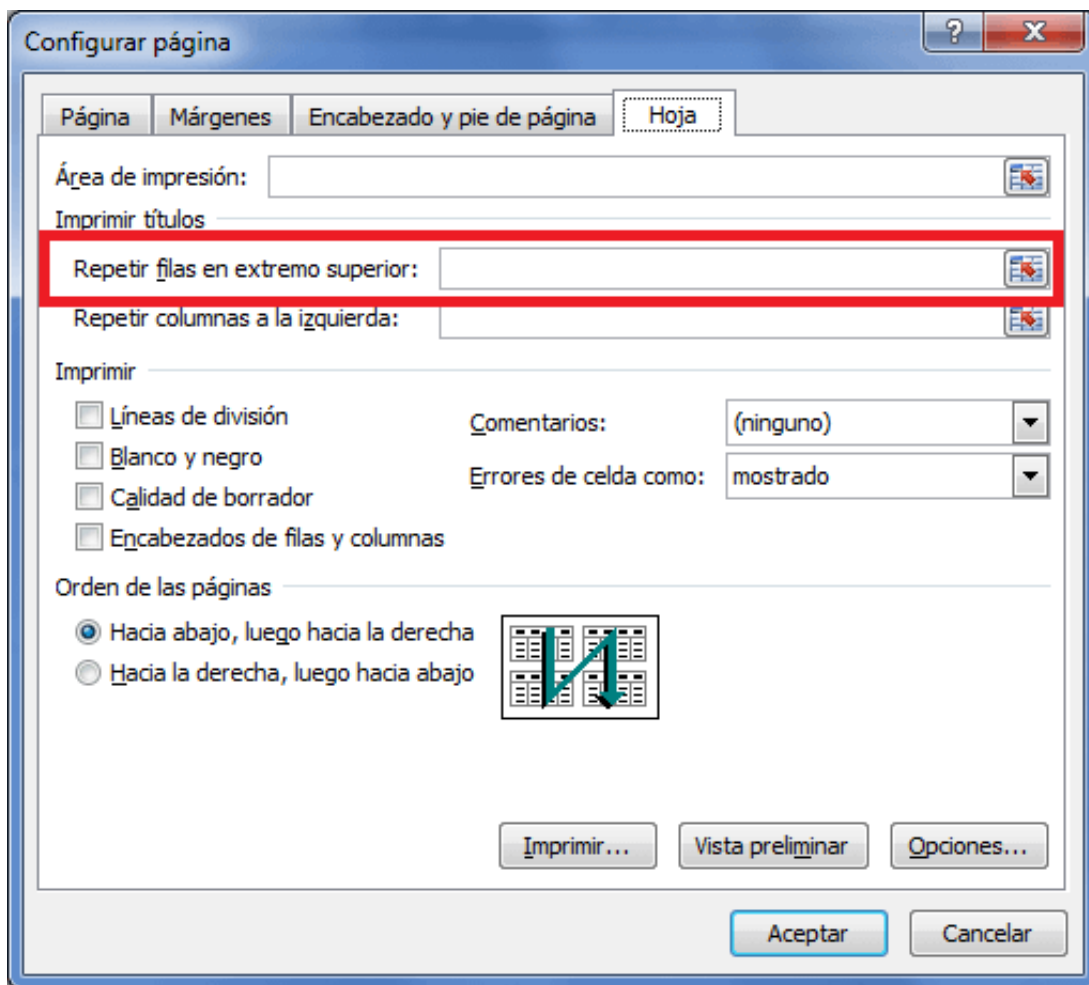 Configurar página
Página Márgenes Encabezado y pie de página Hoja
Área de impresión:
Imprimir títulos
Repetir filas en extremo superior:
Repetir columnas a la izquierda:
Imprimir
Líneas de división
Blanco y negro
Calidad de borrador
Encabezados de filas y columnas
Comentarios: (ninguno)
Errores de celda como: mostrado
Orden de las páginas
Hacia abajo, luego hacia la derecha
Hacia la derecha, luego hacia abajo
Imprimir... Vista preliminar Opciones...
Aceptar Cancelar